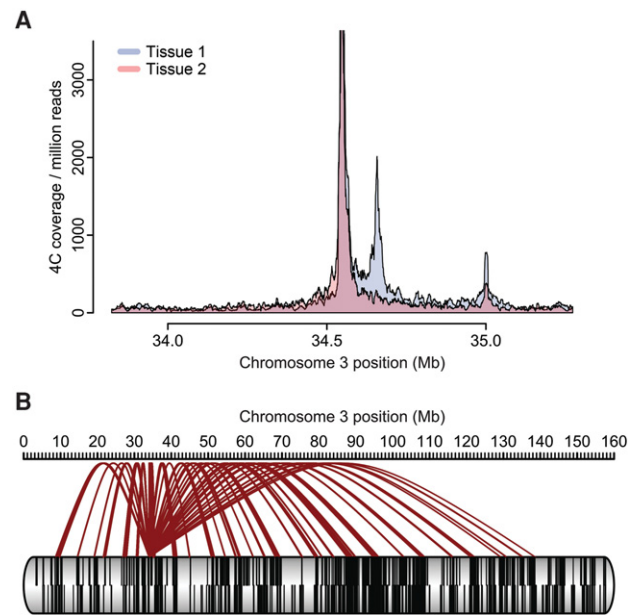 A
Tissue 1
Tissue 2
4C coverage / million reads
0 1000 2000 3000
34.0 34.5 35.0
Chromosome 3 position (Mb)
B
Chromosome 3 position (Mb)
0 10 20 30 40 50 60 70 80 90 100 110 120 130 140 150 160